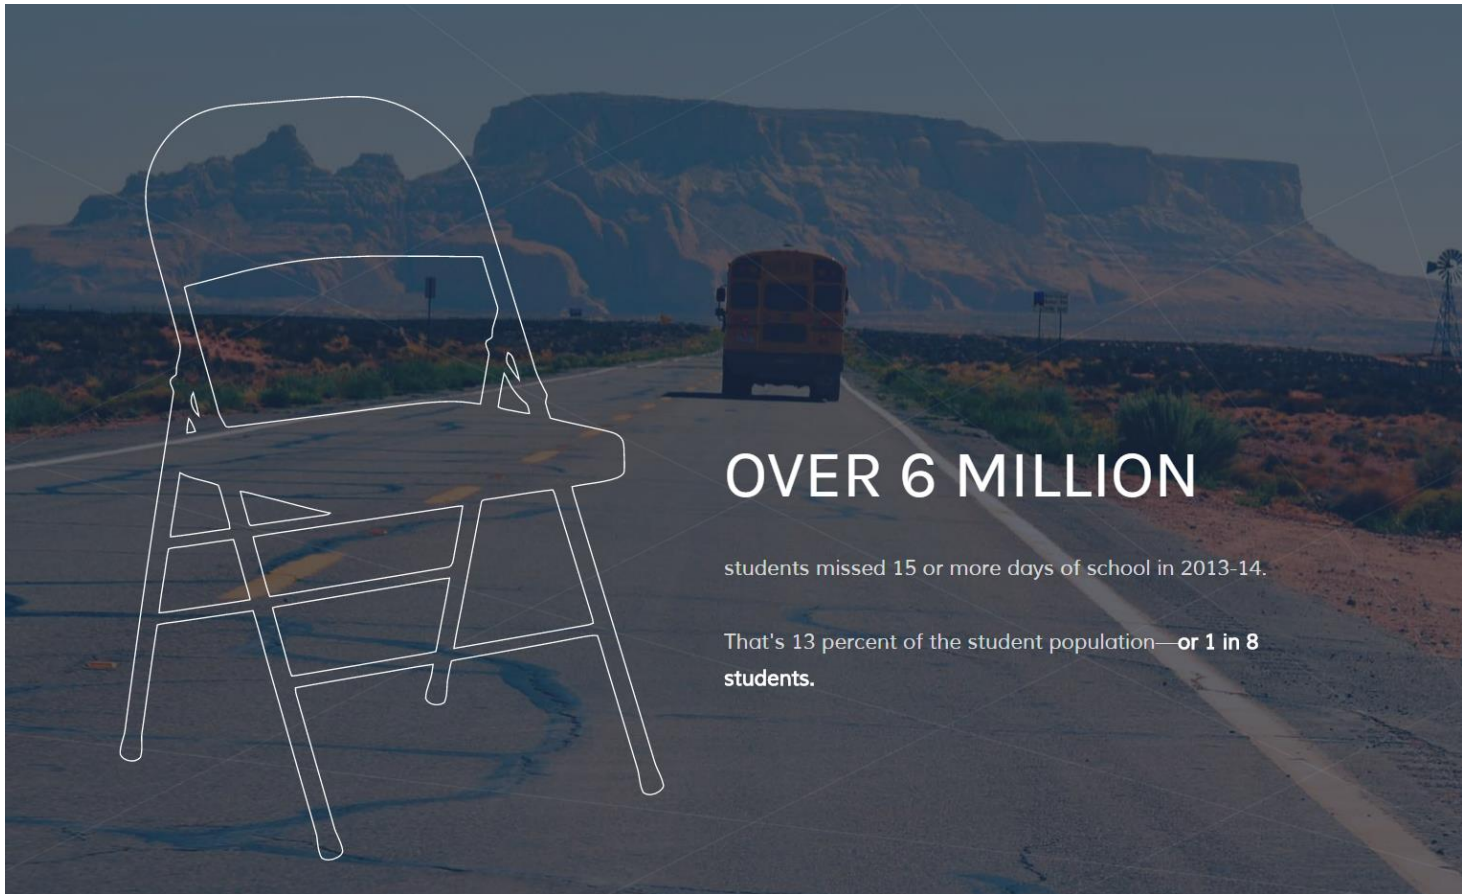 OVER 6 MILLION
students missed 15 or more days of school in 2013-14.
That's 13 percent of the student population—or 1 in 8
students.